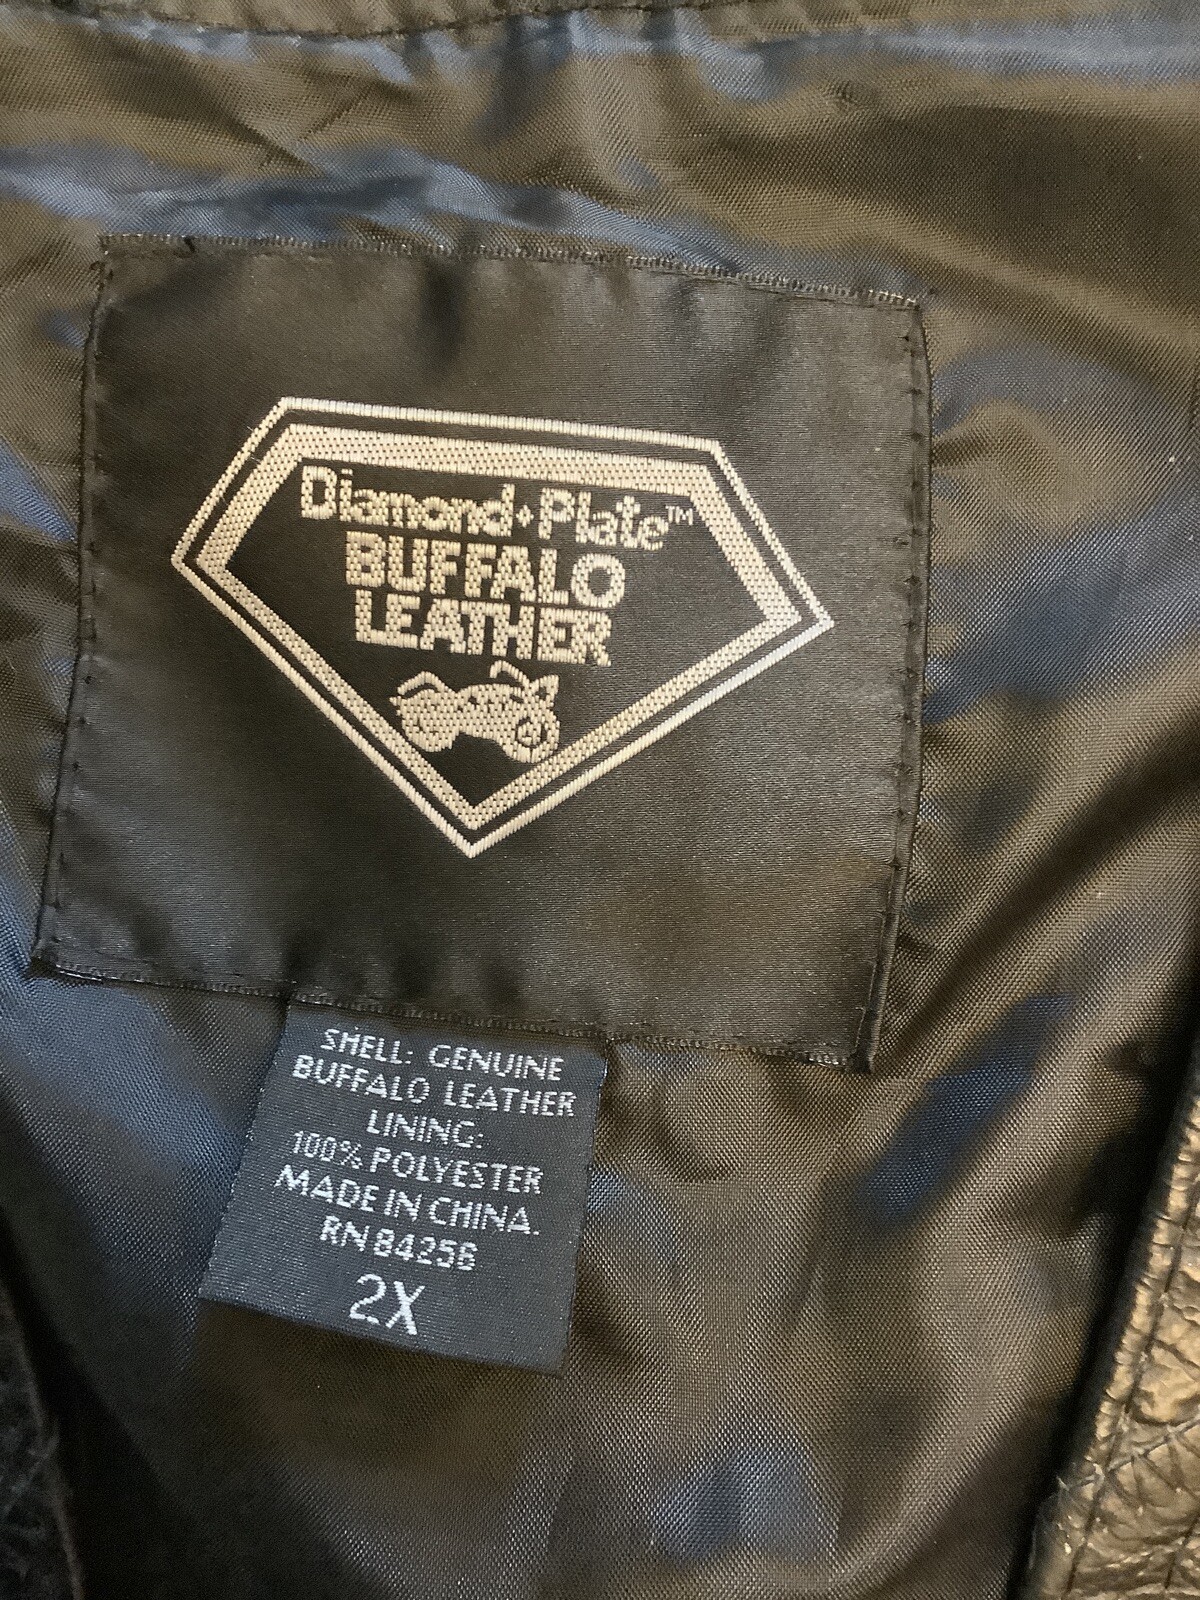 Diamond Plate™
BUFFALO
LEATHER
SHELL: GENUINE
BUFFALO LEATHER
LINING:
100% POLYESTER
MADE IN CHINA.
RN 84256
2X